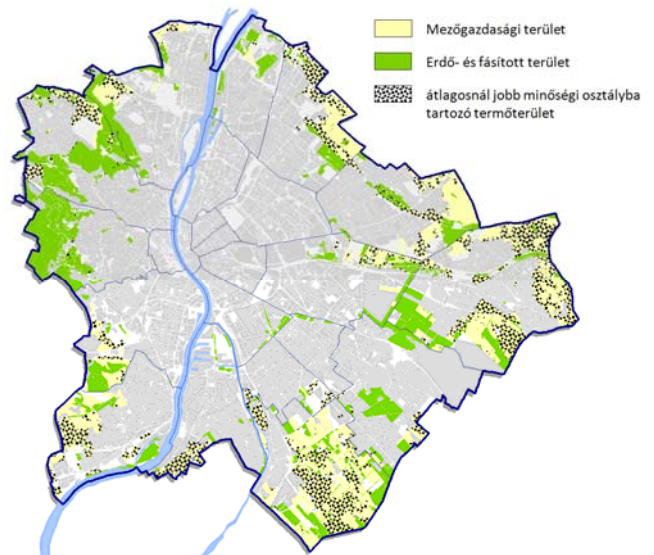 Mezőgazdasági terület
Erdő- és fásított terület
átlagosnál jobb minőségi osztályba
tartozó termőterület